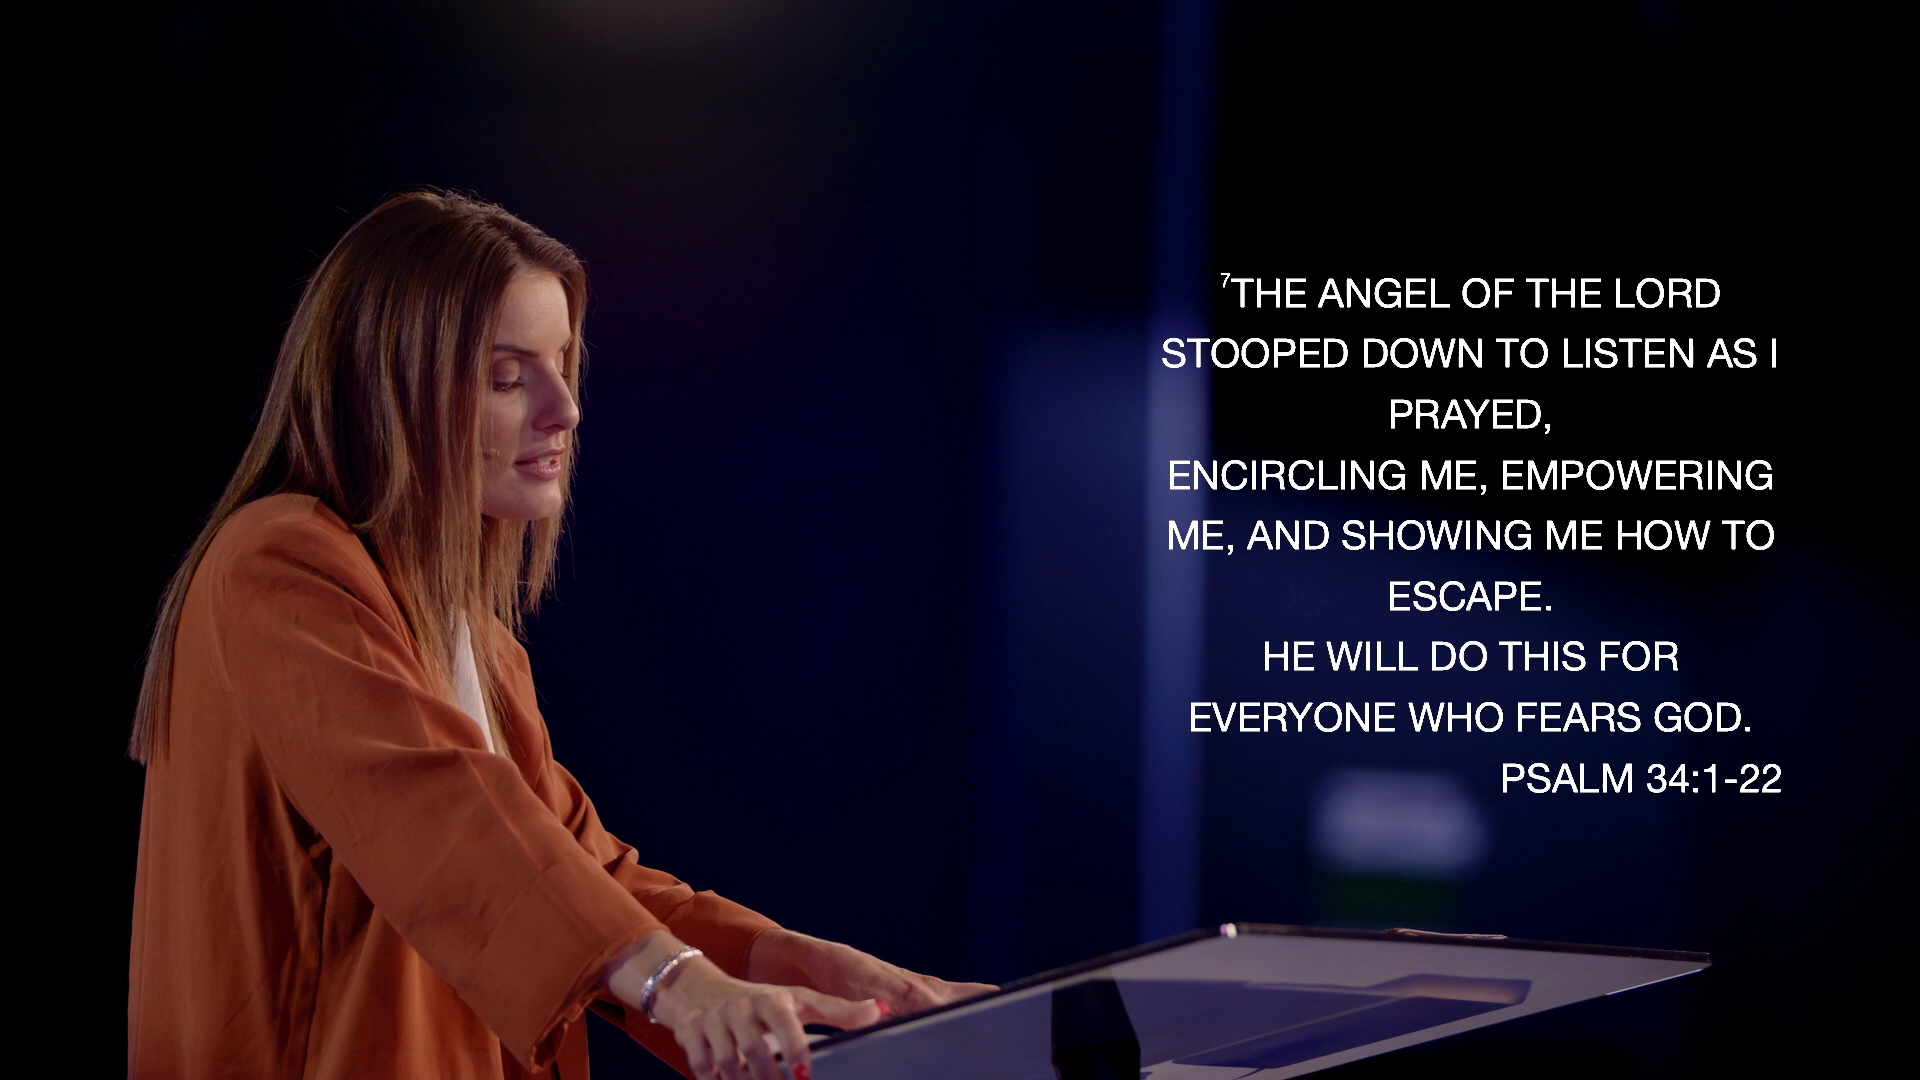 ⁷THE ANGEL OF THE LORD
STOOPED DOWN TO LISTEN AS I
PRAYED,
ENCIRCLING ME, EMPOWERING
ME, AND SHOWING ME HOW TO
ESCAPE.
HE WILL DO THIS FOR
EVERYONE WHO FEARS GOD.
PSALM 34:1-22